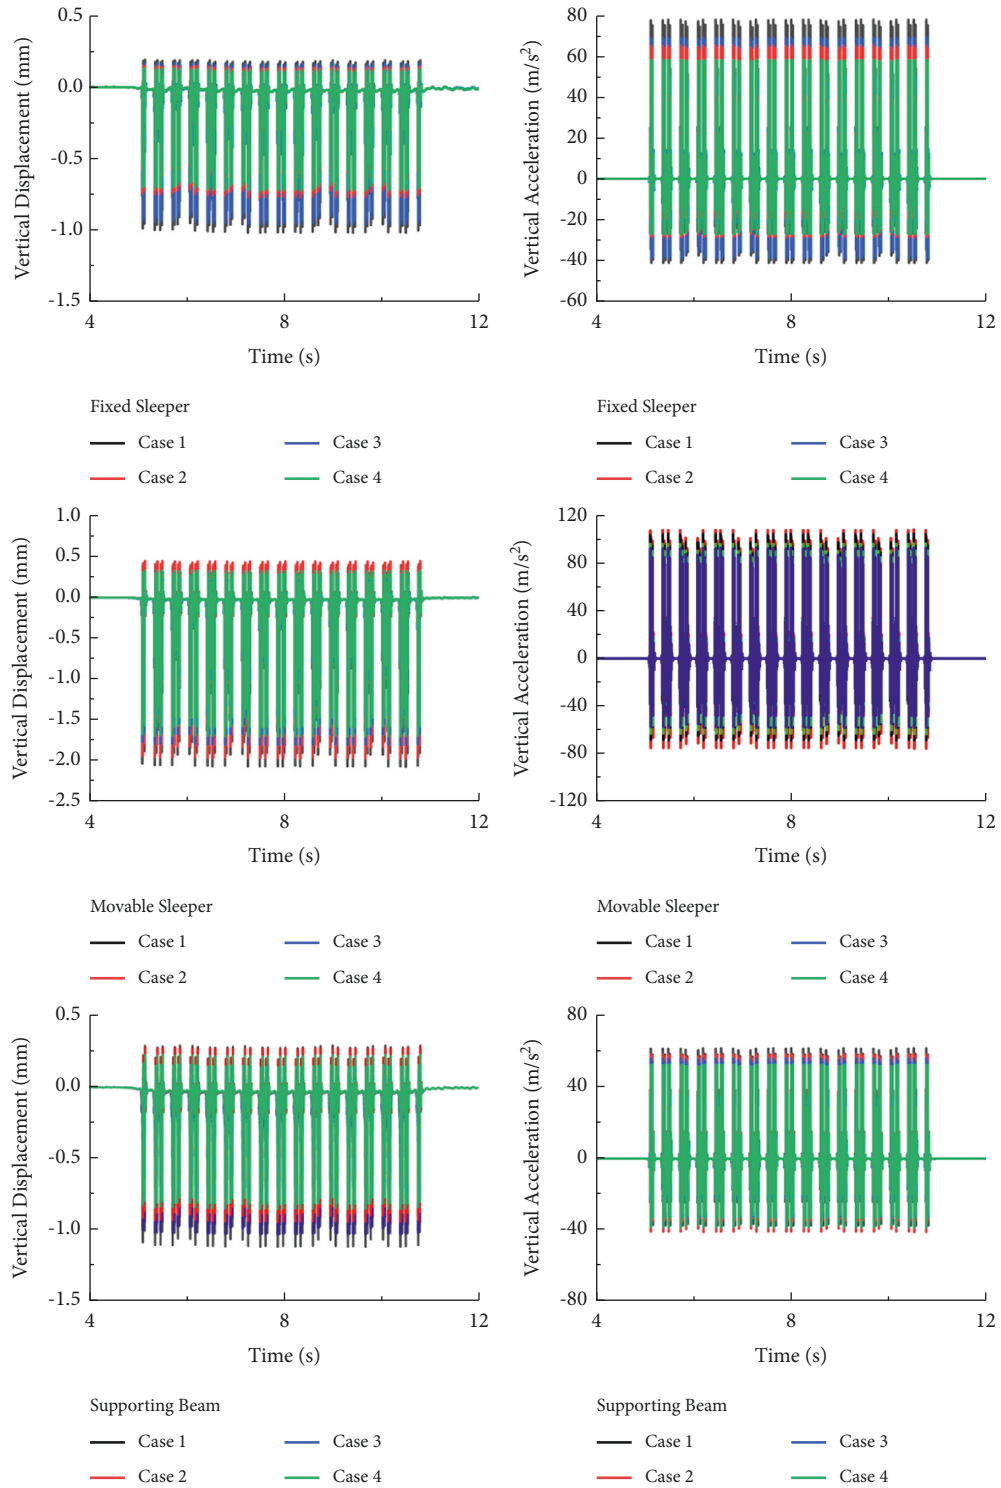 Vertical Displacement (mm)
0.5
0.0
-0.5
-1.0
-1.5
4
8
12
Time (s)
Fixed Sleeper
Case 1
Case 3
Case 2
Case 4
Vertical Acceleration (m/s²)
80
60
40
20
0
-20
-40
-60
4
8
12
Time (s)
Fixed Sleeper
Case 1
Case 3
Case 2
Case 4
Vertical Displacement (mm)
1.0
0.5
0.0
-0.5
-1.0
-1.5
-2.0
-2.5
4
8
12
Time (s)
Movable Sleeper
Case 1
Case 3
Case 2
Case 4
Vertical Acceleration (m/s²)
120
80
40
0
-40
-80
-120
4
8
12
Time (s)
Movable Sleeper
Case 1
Case 3
Case 2
Case 4
Vertical Displacement (mm)
0.5
0.0
-0.5
-1.0
-1.5
4
8
12
Time (s)
Supporting Beam
Case 1
Case 3
Case 2
Case 4
Vertical Acceleration (m/s²)
80
40
0
-40
-80
4
8
12
Time (s)
Supporting Beam
Case 1
Case 3
Case 2
Case 4